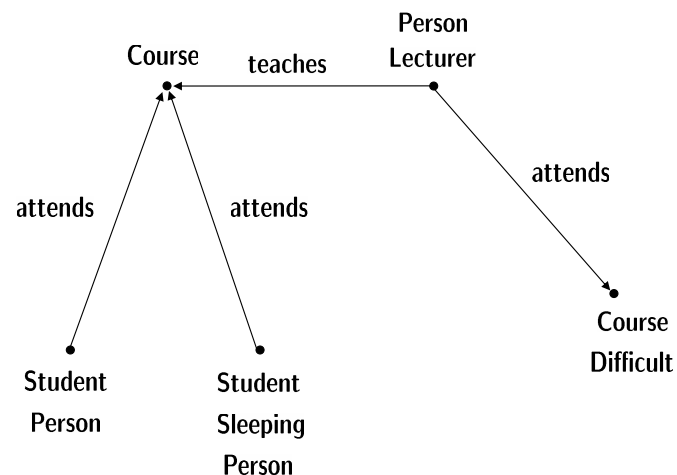 Person
Lecturer
Course
teaches
attends
attends
attends
Course
Difficult
Student
Person
Student
Sleeping
Person